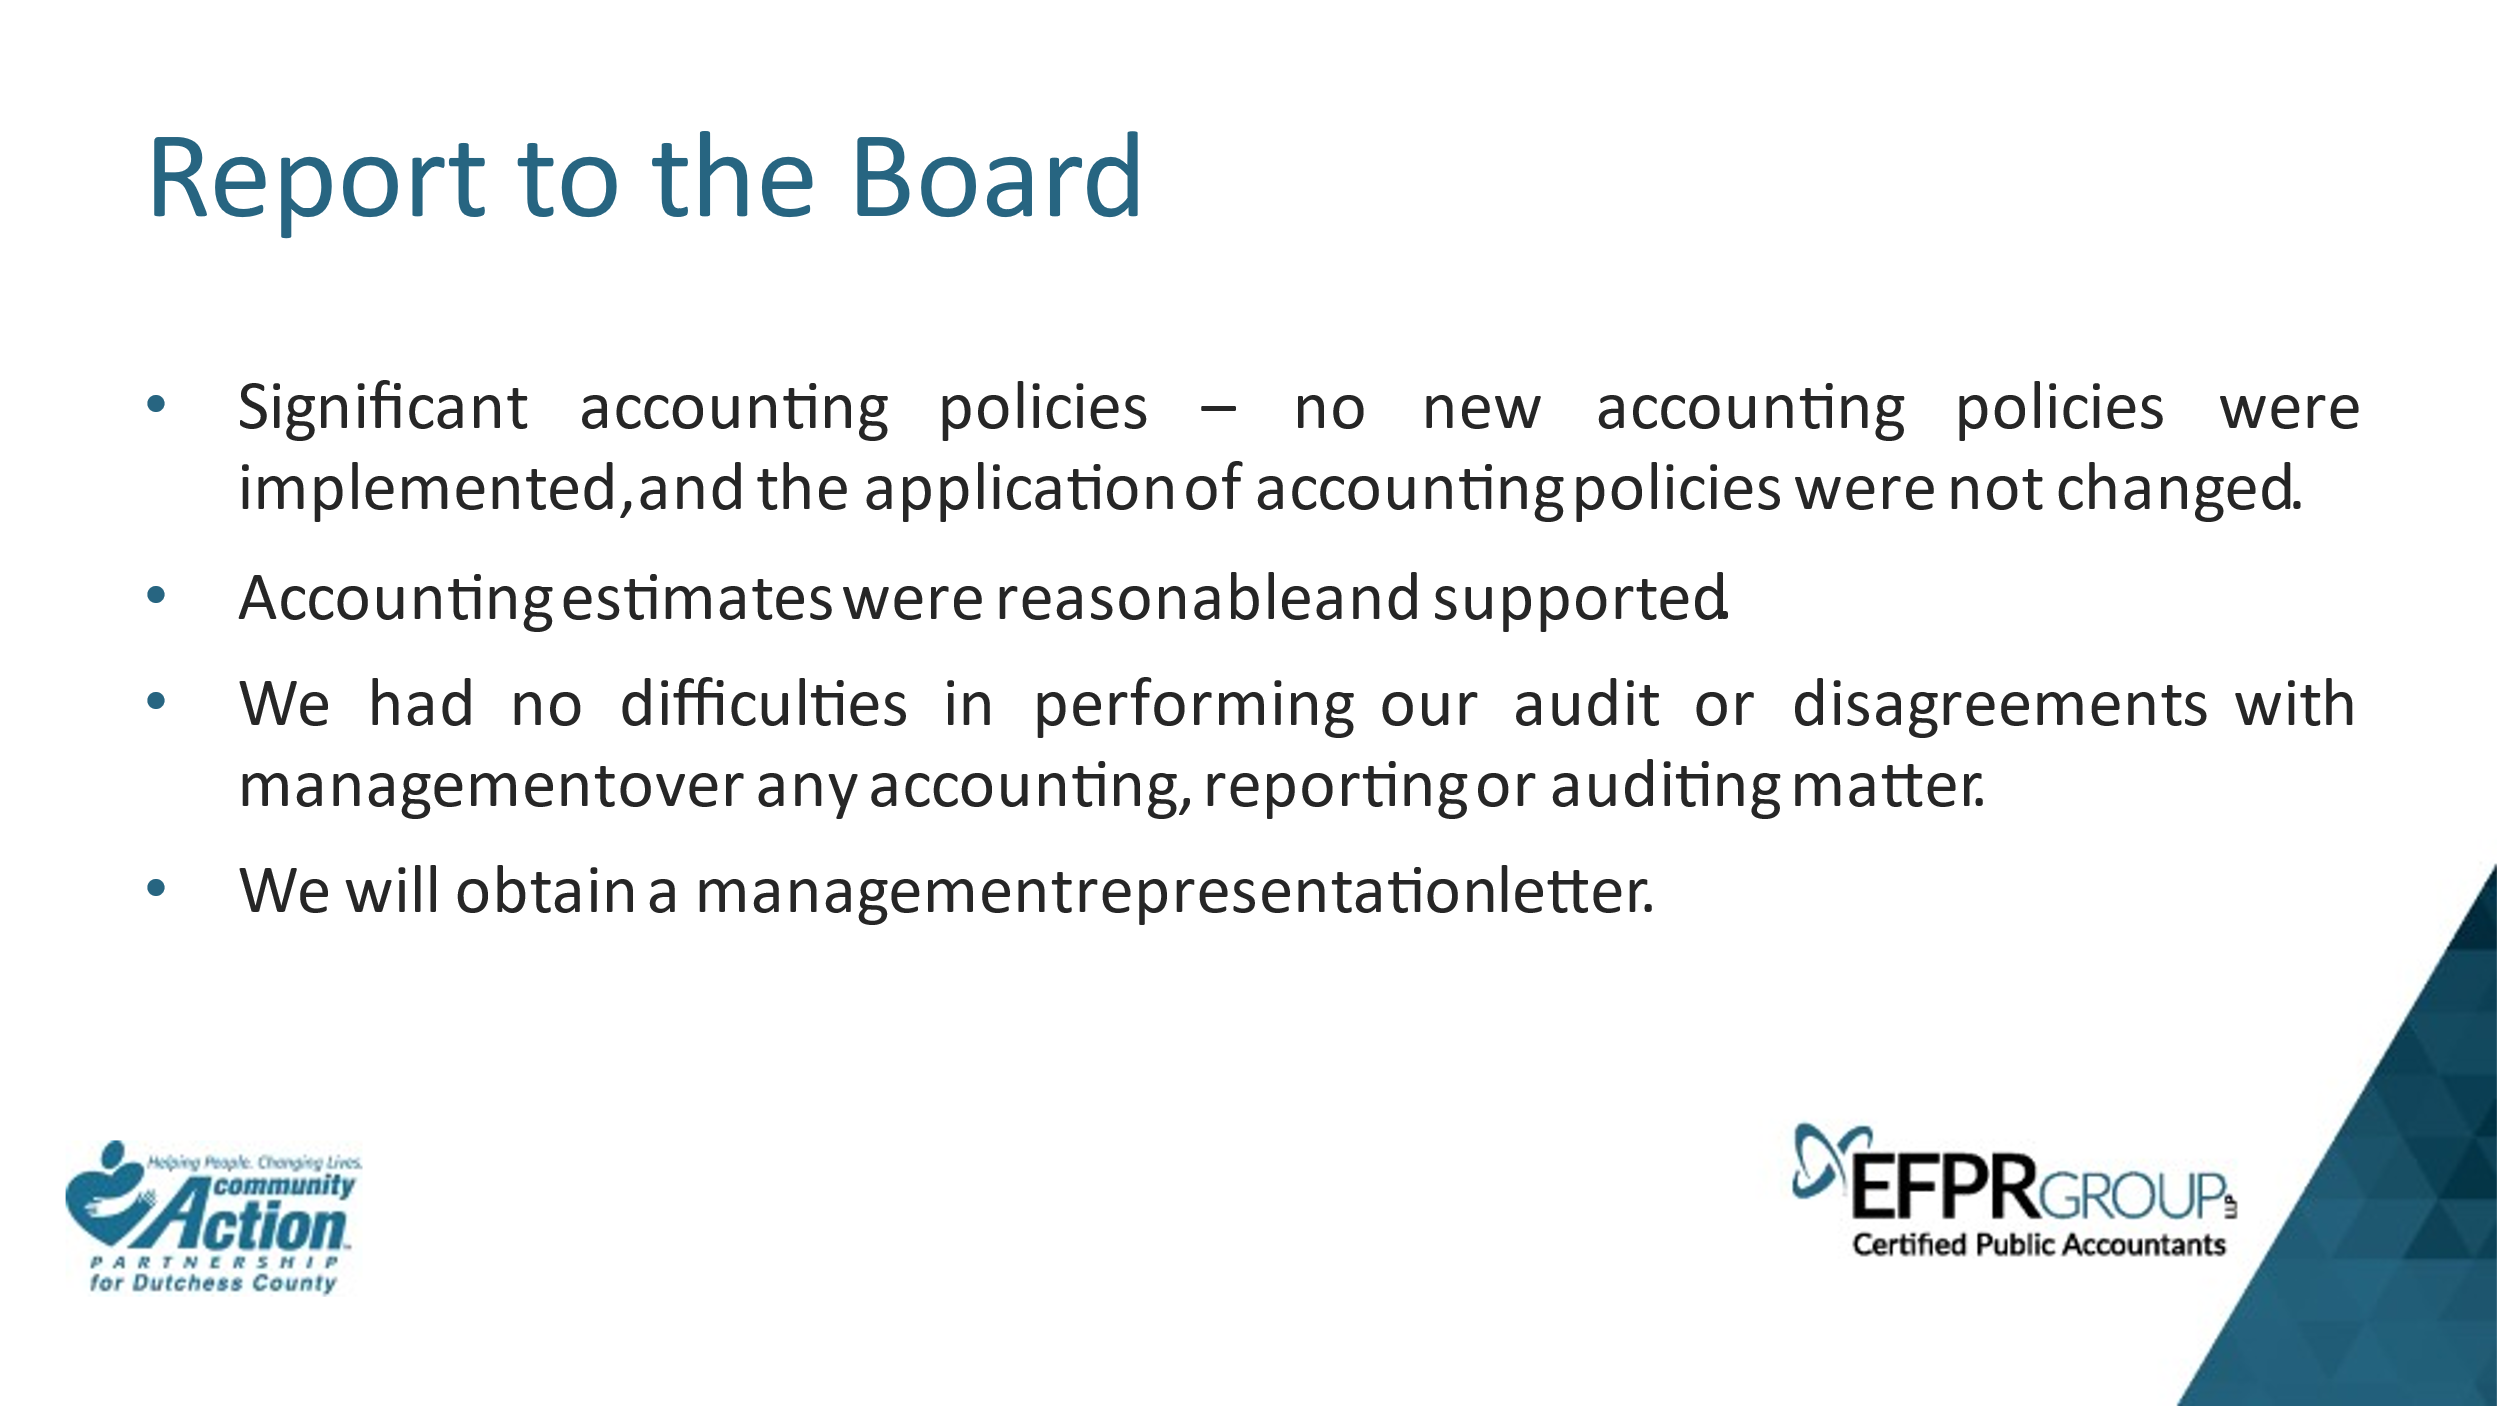 Report to the Board
• Significant accounting policies – no new accounting policies were
implemented, and the application of accounting policies were not changed.
• Accounting estimates were reasonable and supported.
• We had no difficulties in performing our audit or disagreements with
management over any accounting, reporting or auditing matter.
• We will obtain a management representation letter.
Helping People. Changing Lives.
community
Action
PARTNERSHIP
for Dutchess County
EFPRGROUP LLP
Certified Public Accountants